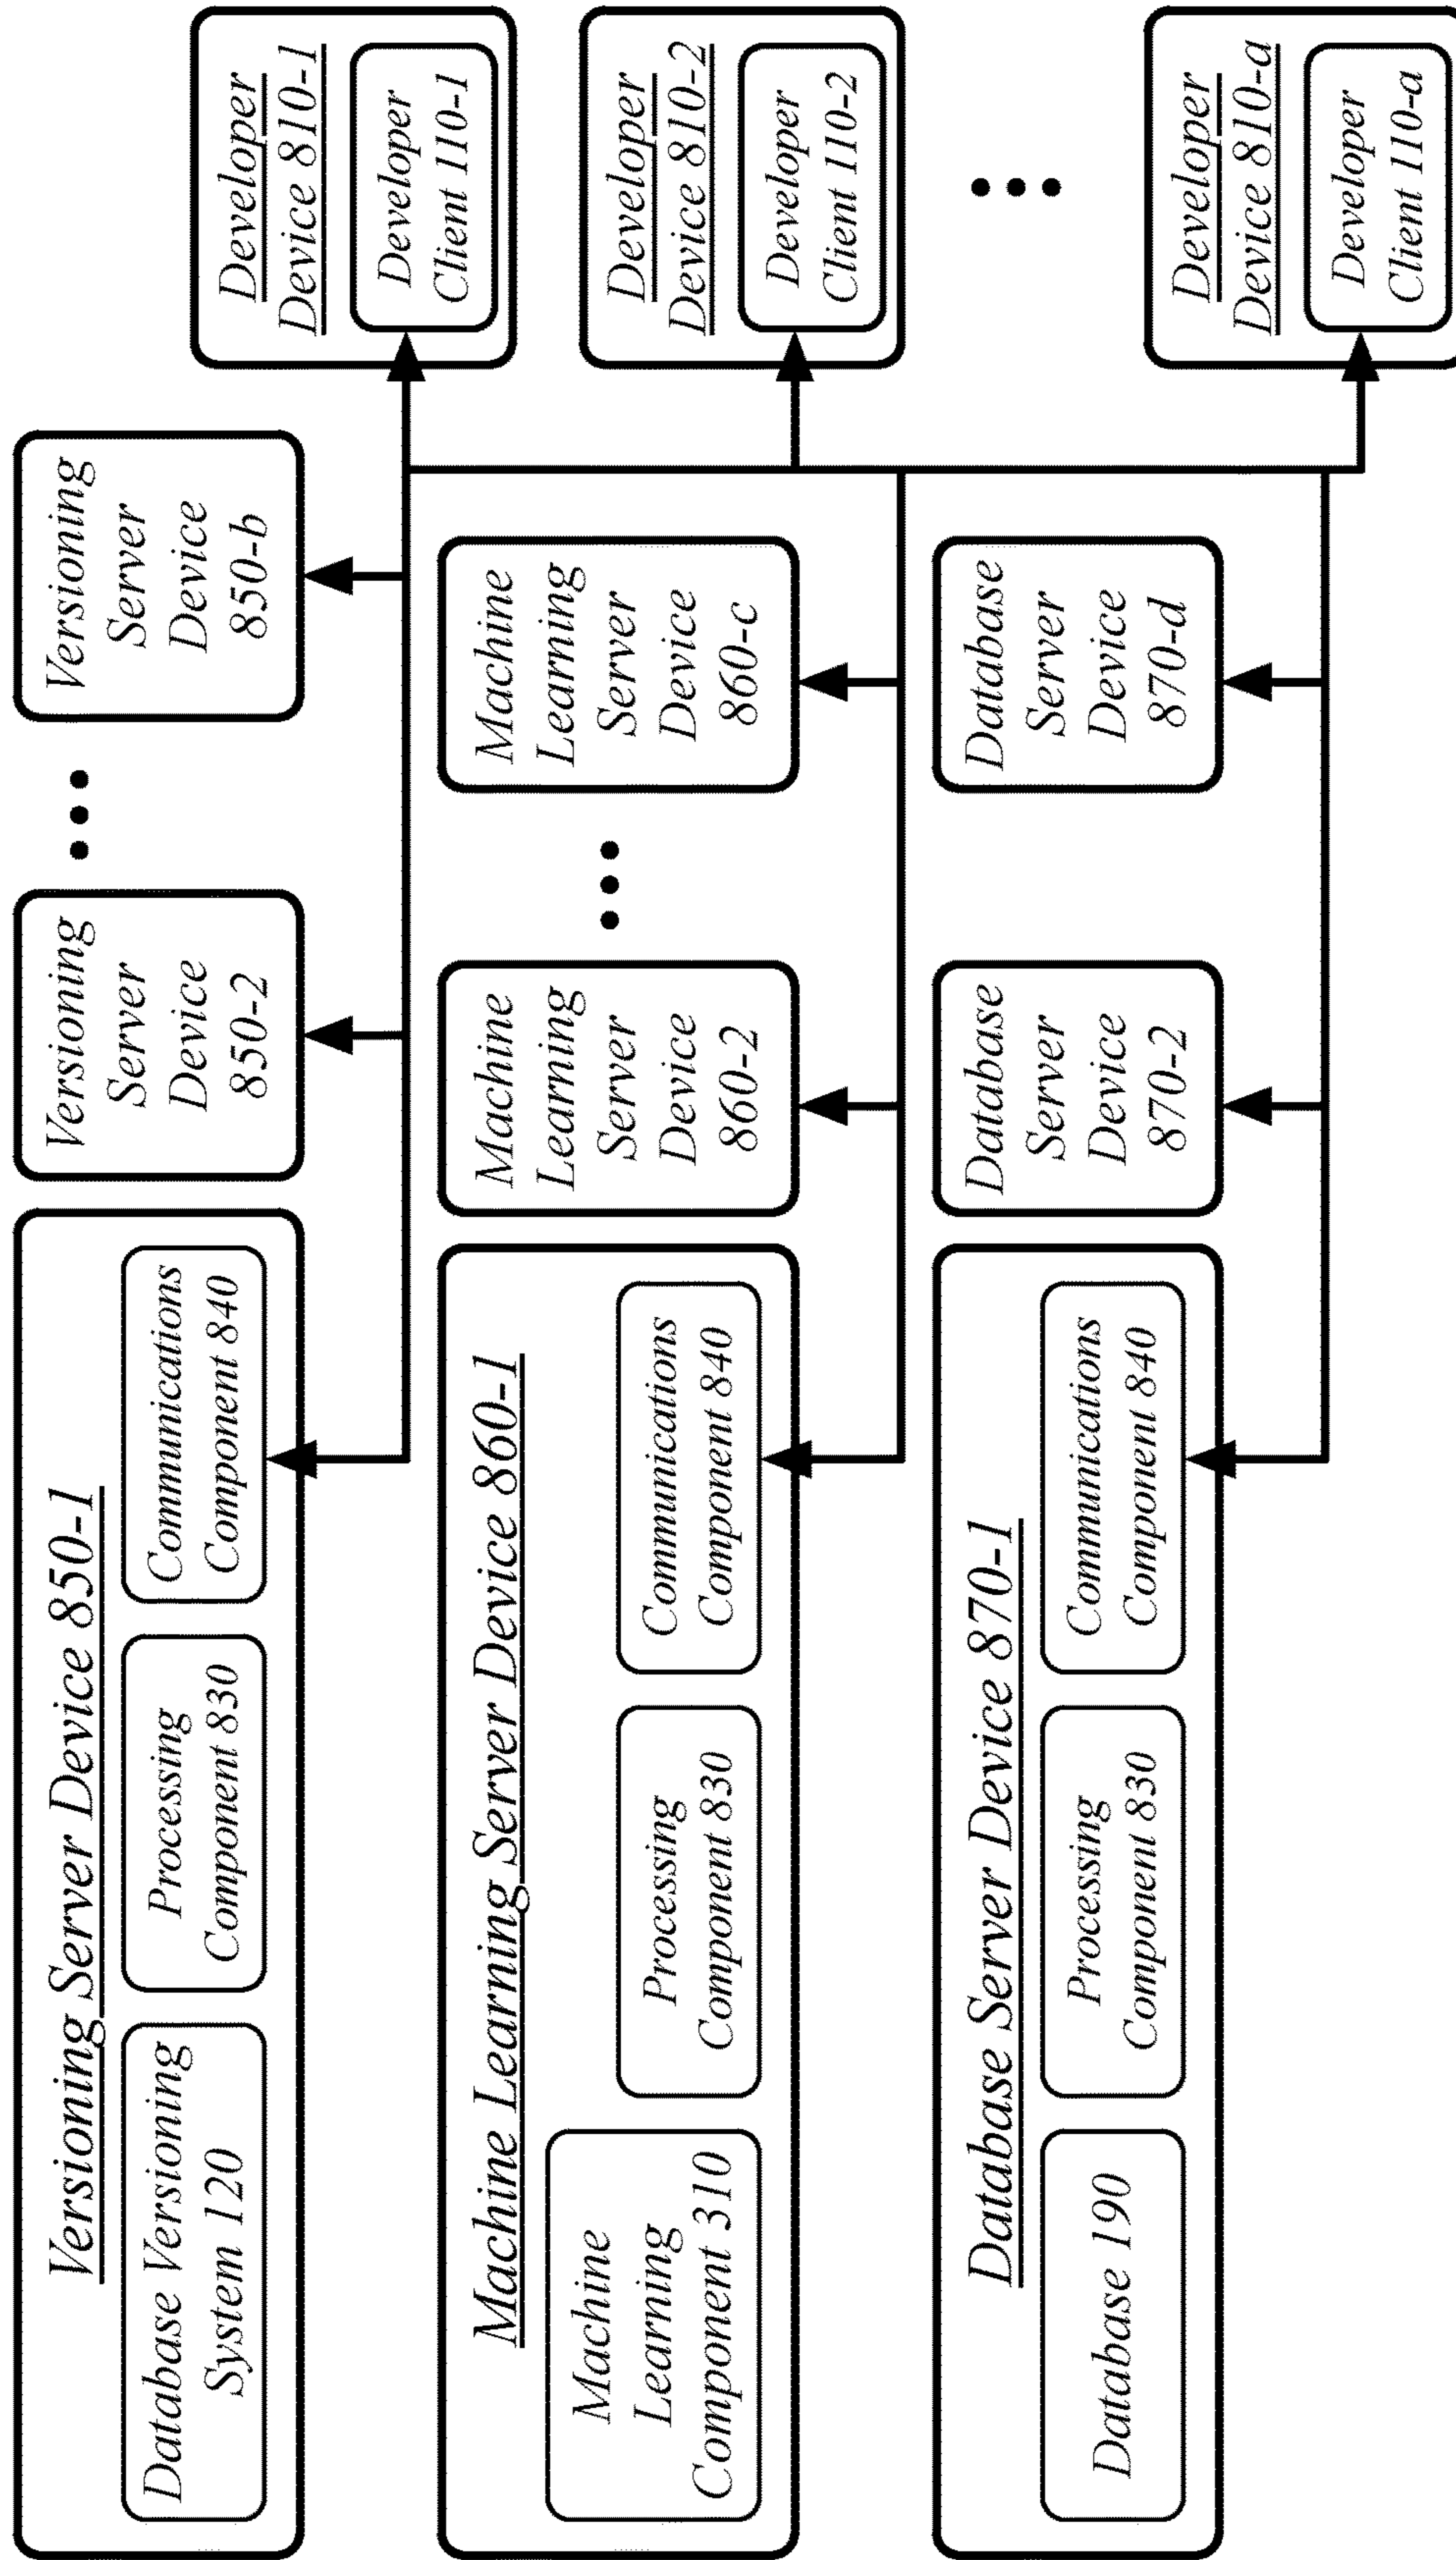 Versioning Server Device 850-1
Database Versioning
System 120
Processing
Component 830
Communications
Component 840
Versioning
Server
Device
850-2
Versioning
Server
Device
850-b
Developer
Device 810-1
Developer
Client 110-1
Machine Learning Server Device 860-1
Machine
Learning
Component 310
Processing
Component 830
Communications
Component 840
Machine
Learning
Server
Device
860-2
Machine
Learning
Server
Device
860-c
Developer
Device 810-2
Developer
Client 110-2
Database Server Device 870-1
Database 190
Processing
Component 830
Communications
Component 840
Database
Server
Device
870-2
Database
Server
Device
870-d
Developer
Device 810-a
Developer
Client 110-a